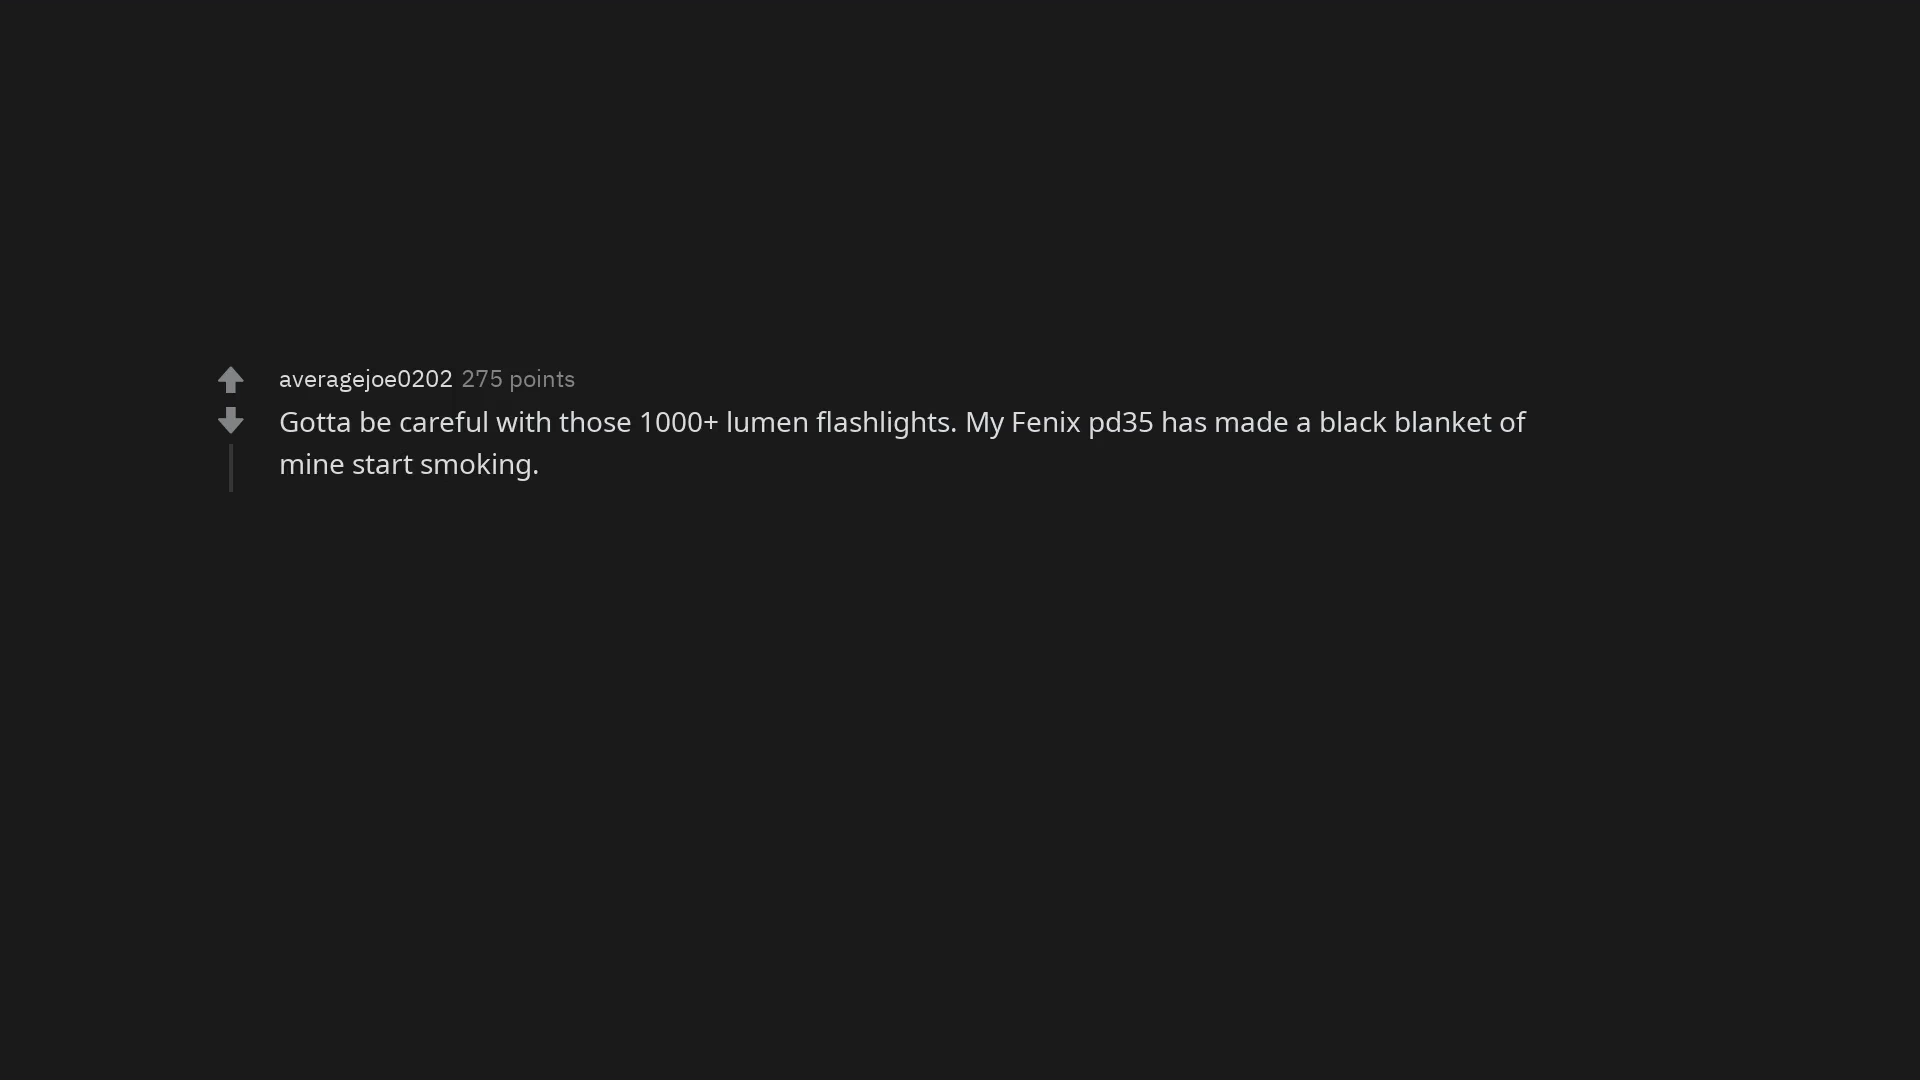 averagejoe0202 275 points
Gotta be careful with those 1000+ lumen flashlights. My Fenix pd35 has made a black blanket of
mine start smoking.